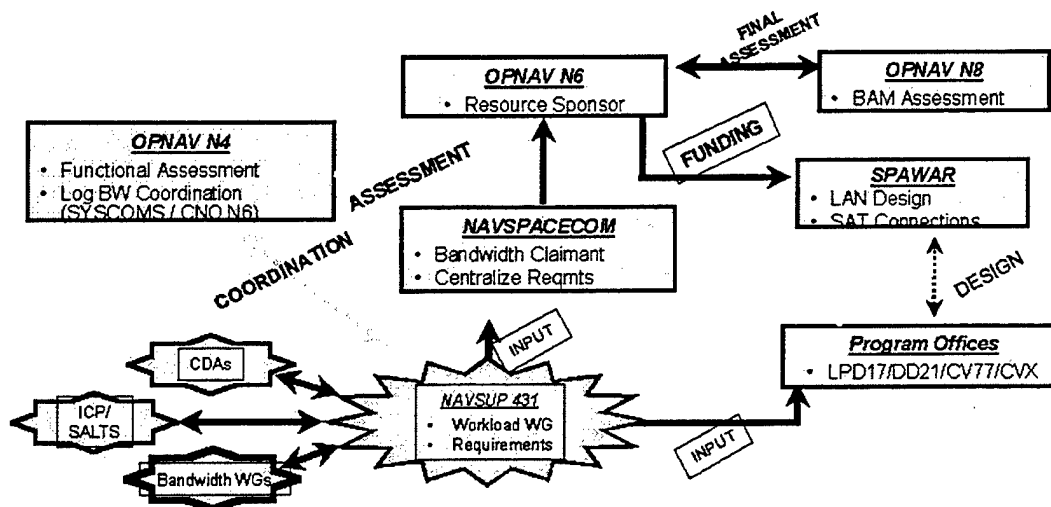 FINAL
ASSESSMENT
OPNAV N6
• Resource Sponsor
OPNAV N8
• BAM Assessment
OPNAV N4
• Functional Assessment
• Log BW Coordination
(SYSCOMS / CNO N6)
ASSESSMENT
COORDINATION
FUNDING
SPAWAR
• LAN Design
• SAT Connections
NAVSPACECOM
• Bandwidth Claimant
• Centralize Reqmts
DESIGN
INPUT
Program Offices
• LPD17/DD21/CV77/CVX
CDAs
ICP/
SALTS
Bandwidth WGs
NAVSUP 431
• Workload WG
• Requirements
INPUT